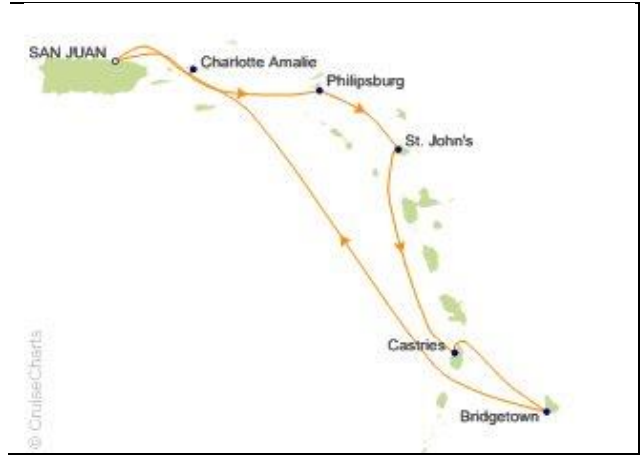 SAN JUAN
Charlotte Amalie
Philipsburg
St. John's
Castries
Bridgetown
© CruiseCharts